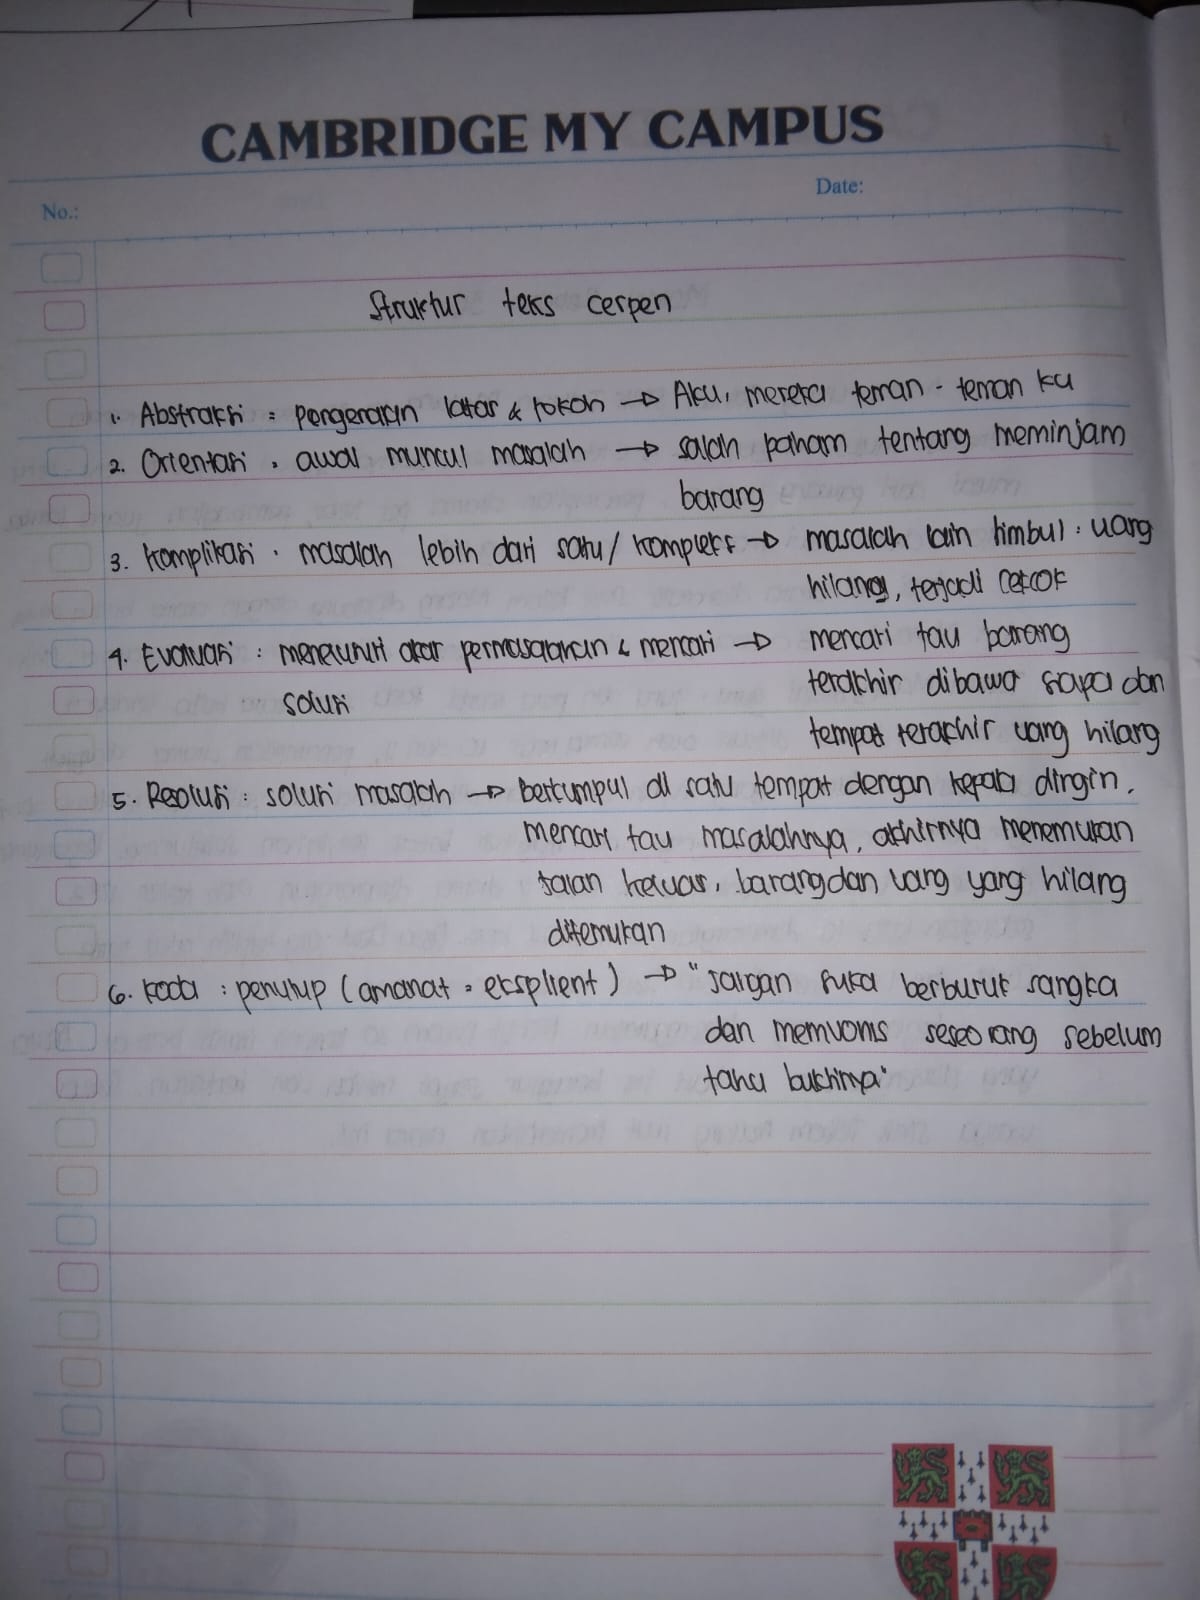 CAMBRIDGE MY CAMPUS
Date:
No.:
Struktur teks cerpen
1. Abstraksi : pengenalan latar & tokoh → Aku, mereka teman - teman ku
2. Orientasi : awal muncul masalah → salah paham tentang meminjam
barang
3. Komplikasi : masalah lebih dari satu / kompleks → masalah lain timbul : uang
hilang, terjadi cekcok
4. Evaluasi : menelusuri akar permasalahan & mencari → mencari tau barang
solusi terakhir dibawa siapa dan
tempat terakhir uang hilang
5. Resolusi : solusi masalah → berkumpul di satu tempat dengan kepala dingin,
mencari tau masalahnya, akhirnya menemukan
jalan keluar, barang dan uang yang hilang
ditemukan
6. Koda : penutup (amanat = eksplient) → "Jangan suka berburuk sangka
dan memvonis seseorang sebelum
tahu buktinya"